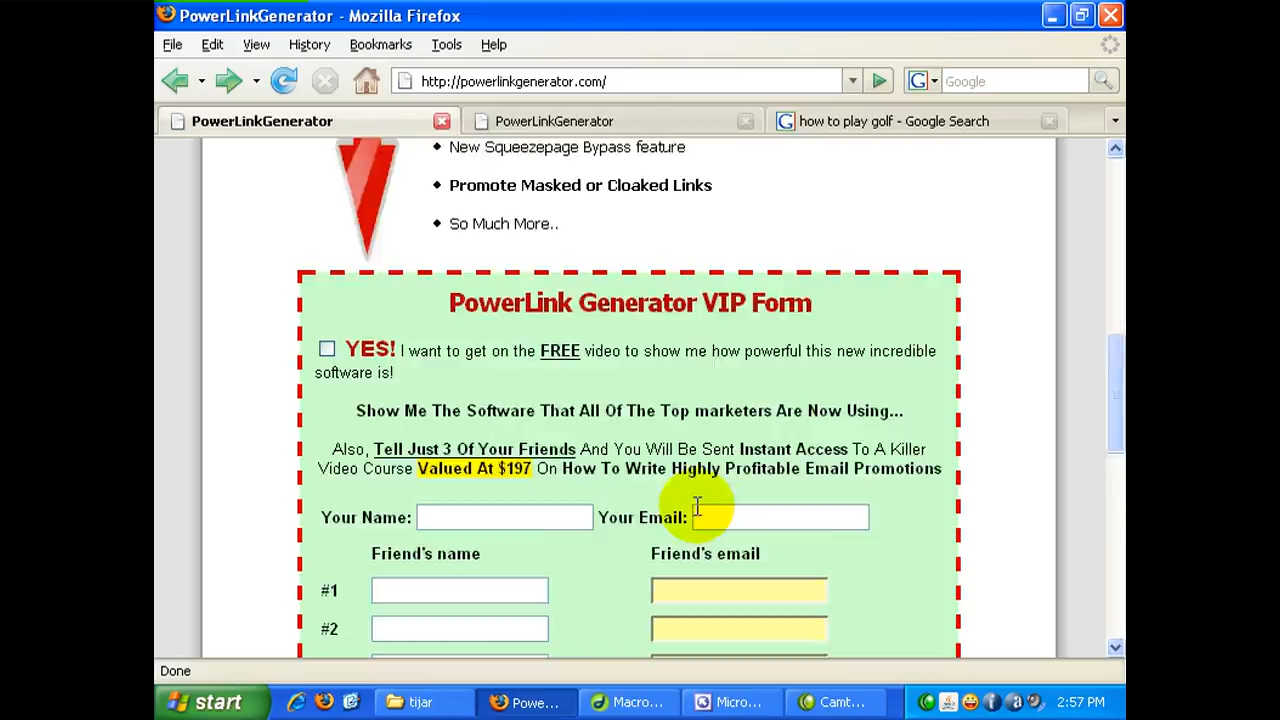 PowerLinkGenerator - Mozilla Firefox
File Edit View History Bookmarks Tools Help
http://powerlinkgenerator.com/ G Google
PowerLinkGenerator PowerLinkGenerator G how to play golf - Google Search
New Squeezepage Bypass feature
Promote Masked or Cloaked Links
So Much More..
PowerLink Generator VIP Form
YES! I want to get on the FREE video to show me how powerful this new incredible
software is!
Show Me The Software That All Of The Top marketers Are Now Using...
Also, Tell Just 3 Of Your Friends And You Will Be Sent Instant Access To A Killer
Video Course Valued At $197 On How To Write Highly Profitable Email Promotions
Your Name: Your Email:
Friend's name Friend's email
#1
#2
Done
start tijar Powe... Macro... Micro... Camt... 2:57 PM